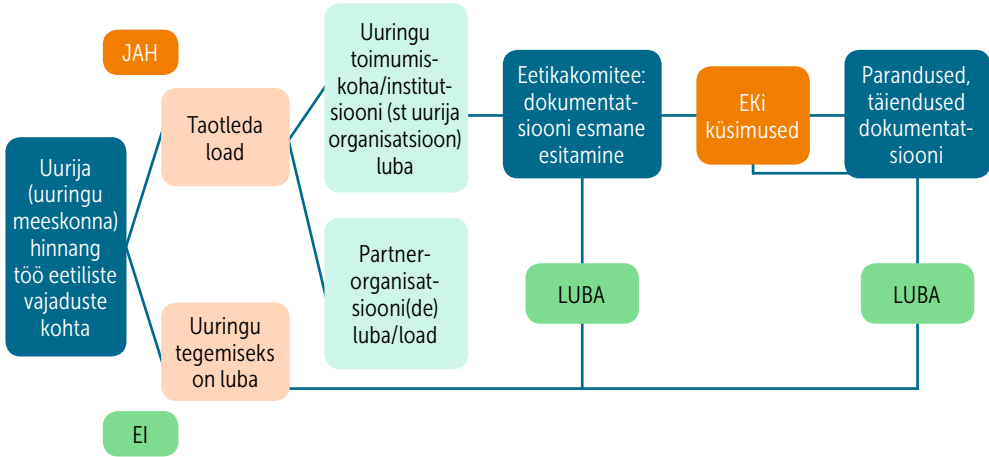 JAH
Uurija
(uuringu
meeskonna)
hinnang
töö eetiliste
vajaduste
kohta
Taotleda
load
Uuringu
tegemiseks
on luba
EI
Uuringu
toimumis-
koha/institut-
siooni (st uurija
organisatsioon)
luba
Partner-
organisat-
siooni(de)
luba/load
Eetikakomitee:
dokumentat-
siooni esmane
esitamine
EKi
küsimused
Parandused,
täiendused
dokumentat-
siooni
LUBA
LUBA